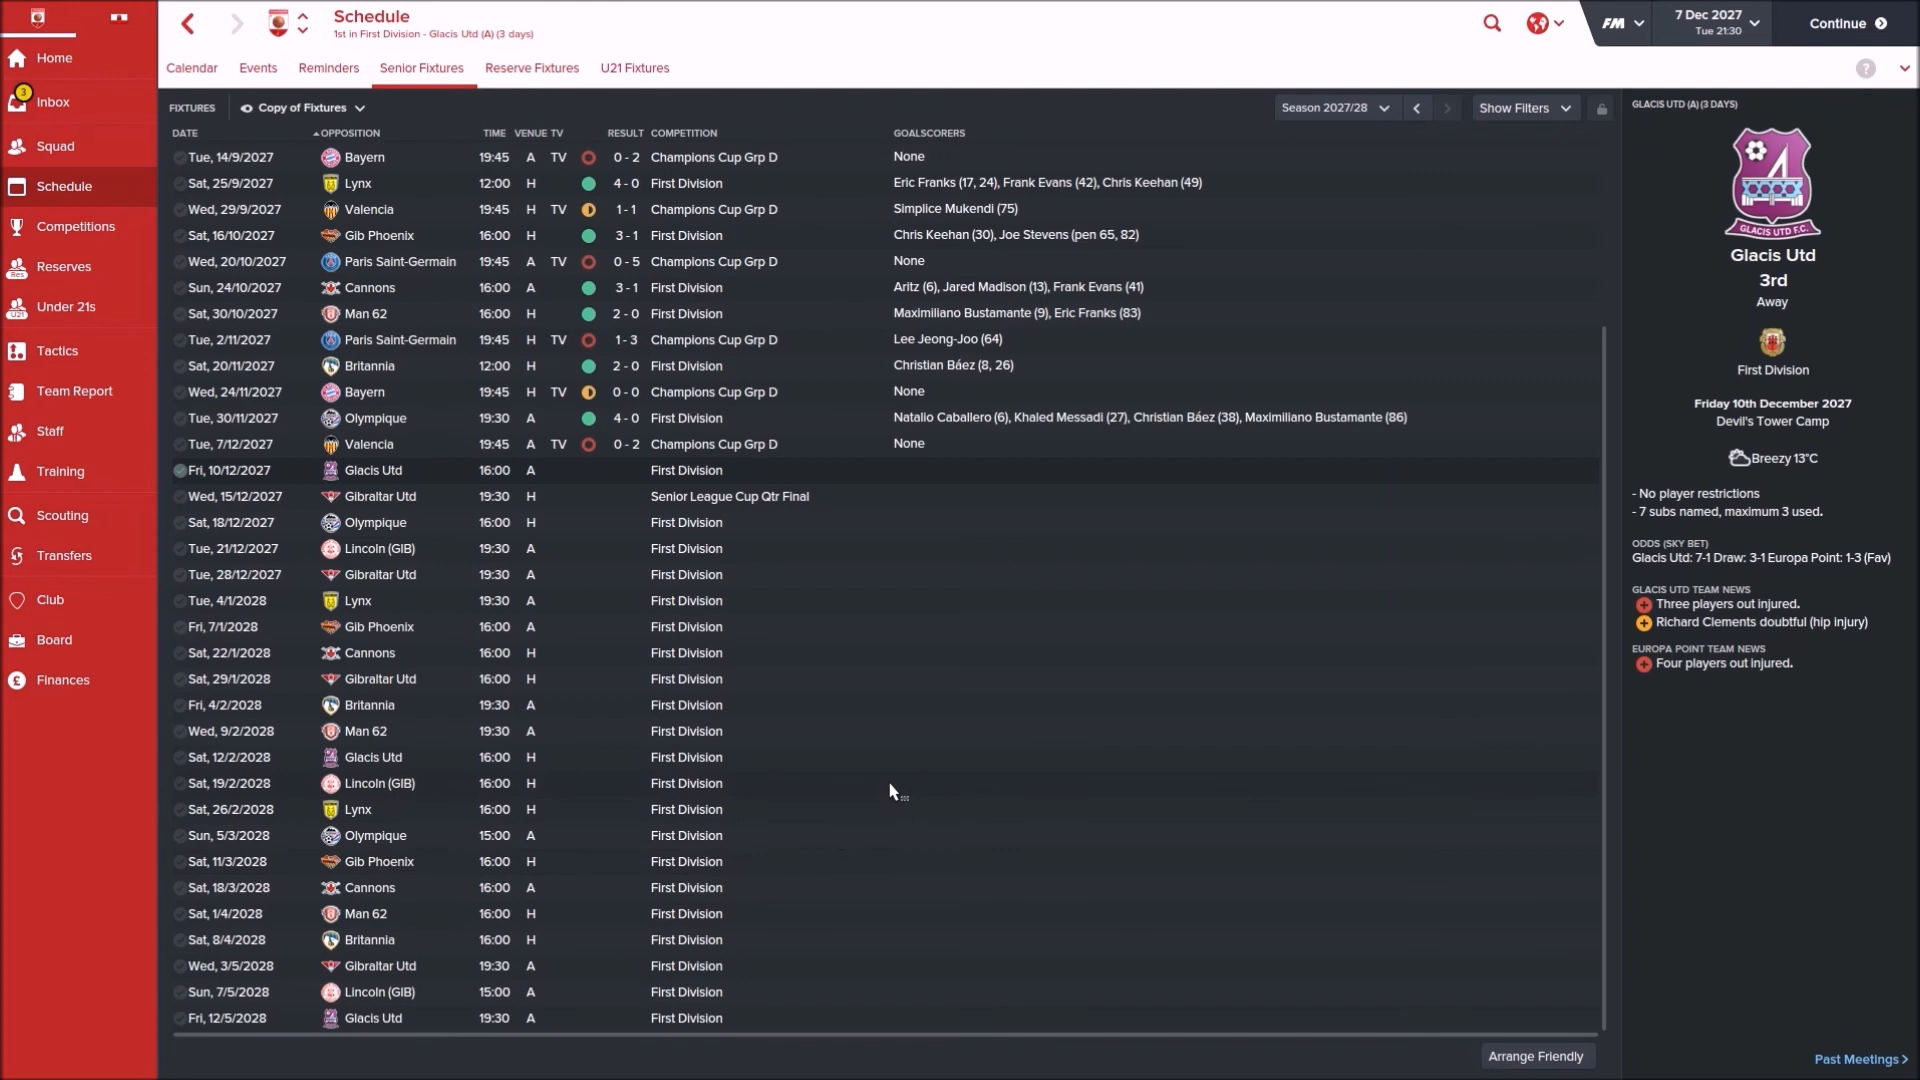 Schedule
1st in First Division - Glacis Utd (A) (3 days)
FM
7 Dec 2027
Tue 21:30
Continue
Calendar Events Reminders Senior Fixtures Reserve Fixtures U21 Fixtures
Home
3
Inbox
Squad
Schedule
Competitions
Reserves
Under 21s
Tactics
Team Report
Staff
Training
Scouting
Transfers
Club
Board
Finances
FIXTURES Copy of Fixtures Season 2027/28 Show Filters
DATE OPPOSITION TIME VENUE TV RESULT COMPETITION GOALSCORERS
Tue, 14/9/2027 Bayern 19:45 A TV 0 - 2 Champions Cup Grp D None
Sat, 25/9/2027 Lynx 12:00 H 4 - 0 First Division Eric Franks (17, 24), Frank Evans (42), Chris Keehan (49)
Wed, 29/9/2027 Valencia 19:45 H TV 1 - 1 Champions Cup Grp D Simplice Mukendi (75)
Sat, 16/10/2027 Gib Phoenix 16:00 H 3 - 1 First Division Chris Keehan (30), Joe Stevens (pen 65, 82)
Wed, 20/10/2027 Paris Saint-Germain 19:45 A TV 0 - 5 Champions Cup Grp D None
Sun, 24/10/2027 Cannons 16:00 A 3 - 1 First Division Aritz (6), Jared Madison (13), Frank Evans (41)
Sat, 30/10/2027 Man 62 16:00 H 2 - 0 First Division Maximiliano Bustamante (9), Eric Franks (83)
Tue, 2/11/2027 Paris Saint-Germain 19:45 H TV 1 - 3 Champions Cup Grp D Lee Jeong-Joo (64)
Sat, 20/11/2027 Britannia 12:00 H 2 - 0 First Division Christian Báez (8, 26)
Wed, 24/11/2027 Bayern 19:45 H TV 0 - 0 Champions Cup Grp D None
Tue, 30/11/2027 Olympique 19:30 A 4 - 0 First Division Natalio Caballero (6), Khaled Messadi (27), Christian Báez (38), Maximiliano Bustamante (86)
Tue, 7/12/2027 Valencia 19:45 A TV 0 - 2 Champions Cup Grp D None
Fri, 10/12/2027 Glacis Utd 16:00 A First Division
Wed, 15/12/2027 Gibraltar Utd 19:30 H Senior League Cup Qtr Final
Sat, 18/12/2027 Olympique 16:00 H First Division
Tue, 21/12/2027 Lincoln (GIB) 19:30 A First Division
Tue, 28/12/2027 Gibraltar Utd 19:30 A First Division
Tue, 4/1/2028 Lynx 19:30 A First Division
Fri, 7/1/2028 Gib Phoenix 16:00 A First Division
Sat, 22/1/2028 Cannons 16:00 H First Division
Sat, 29/1/2028 Gibraltar Utd 16:00 H First Division
Fri, 4/2/2028 Britannia 19:30 A First Division
Wed, 9/2/2028 Man 62 19:30 A First Division
Sat, 12/2/2028 Glacis Utd 16:00 H First Division
Sat, 19/2/2028 Lincoln (GIB) 16:00 H First Division
Sat, 26/2/2028 Lynx 16:00 H First Division
Sun, 5/3/2028 Olympique 15:00 A First Division
Sat, 11/3/2028 Gib Phoenix 16:00 H First Division
Sat, 18/3/2028 Cannons 16:00 A First Division
Sat, 1/4/2028 Man 62 16:00 H First Division
Sat, 8/4/2028 Britannia 16:00 H First Division
Wed, 3/5/2028 Gibraltar Utd 19:30 A First Division
Sun, 7/5/2028 Lincoln (GIB) 15:00 A First Division
Fri, 12/5/2028 Glacis Utd 19:30 A First Division
Arrange Friendly
GLACIS UTD (A) (3 DAYS)
GLACIS UTD F.C.
Glacis Utd
3rd
Away
First Division
Friday 10th December 2027
Devil's Tower Camp
Breezy 13°C
- No player restrictions
- 7 subs named, maximum 3 used.
ODDS (SKY BET)
Glacis Utd: 7-1 Draw: 3-1 Europa Point: 1-3 (Fav)
GLACIS UTD TEAM NEWS
Three players out injured.
Richard Clements doubtful (hip injury)
EUROPA POINT TEAM NEWS
Four players out injured.
Past Meetings >